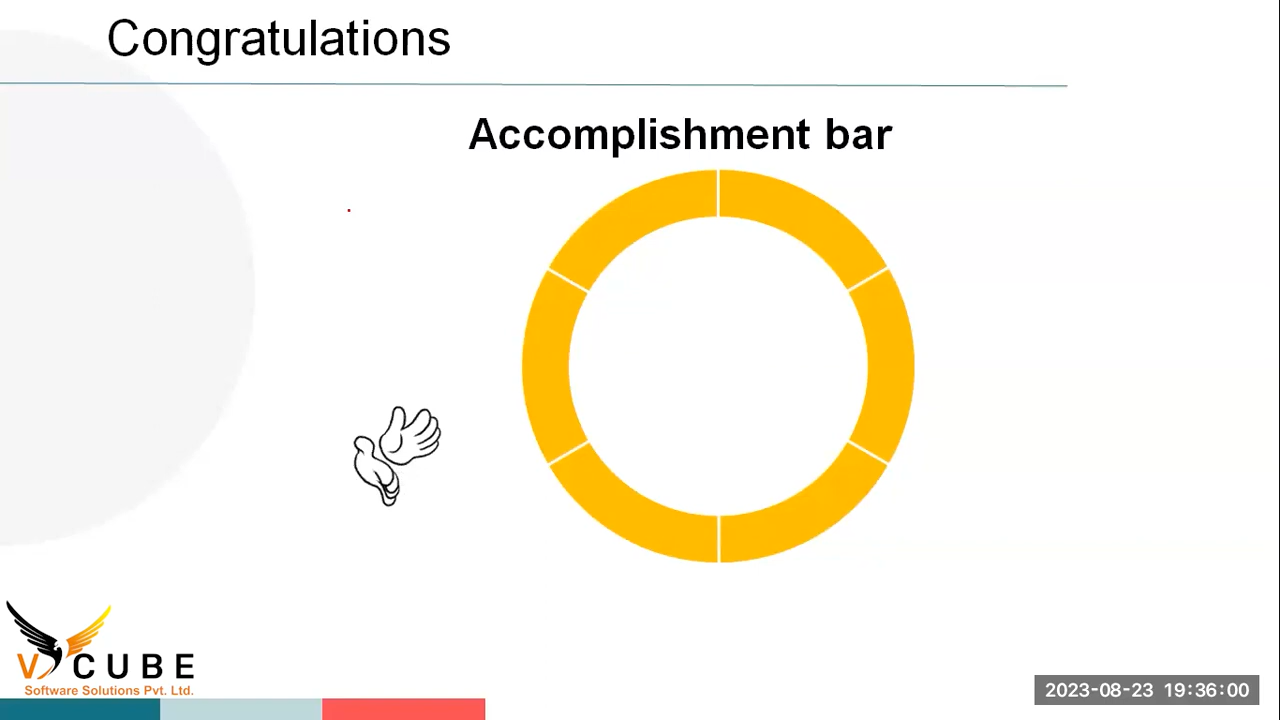 Congratulations
Accomplishment bar
V CUBE
Software Solutions Pvt. Ltd.
2023-08-23 19:36:00